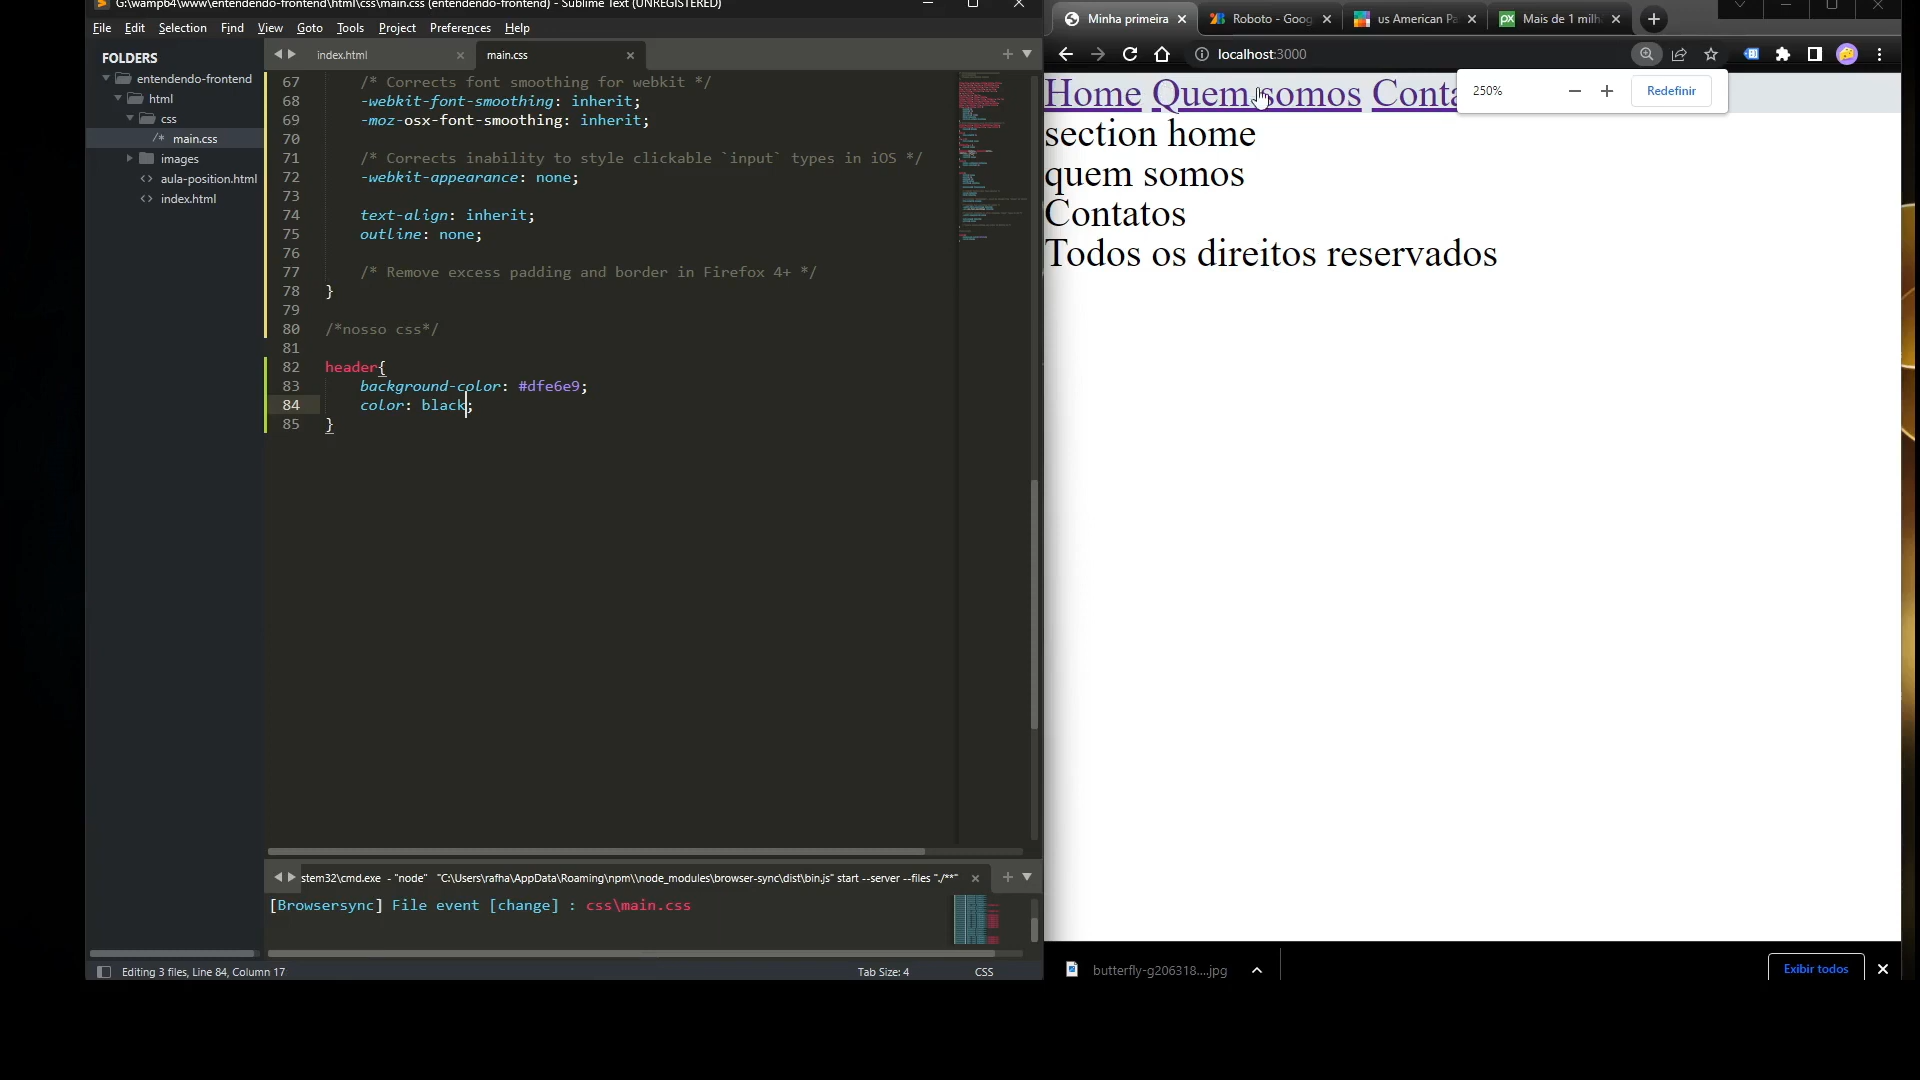 G:\wamp64\www\entendendo-frontend\html\css\main.css (entendendo-frontend) - Sublime Text (UNREGISTERED)
File Edit Selection Find View Goto Tools Project Preferences Help
FOLDERS
entendendo-frontend
html
css
/* main.css
images
<> aula-position.html
<> index.html
index.html
main.css
67 /* Corrects font smoothing for webkit */
68 -webkit-font-smoothing: inherit;
69 -moz-osx-font-smoothing: inherit;
70
71 /* Corrects inability to style clickable `input` types in iOS */
72 -webkit-appearance: none;
73
74 text-align: inherit;
75 outline: none;
76
77 /* Remove excess padding and border in Firefox 4+ */
78 }
79
80 /*nosso css*/
81
82 header{
83 background-color: #dfe6e9;
84 color: black;
85 }
stem32\cmd.exe - "node" "C:\Users\rafha\AppData\Roaming\npm\\node_modules\browser-sync\dist\bin.js" start --server --files "./**"
[Browsersync] File event [change] : css\main.css
Editing 3 files, Line 84, Column 17
Tab Size: 4
CSS
Minha primeira
Roboto - Goog
us American Pa
Mais de 1 milh
localhost:3000
250%
Redefinir
Home Quem somos Conta
section home
quem somos
Contatos
Todos os direitos reservados
butterfly-g206318....jpg
Exibir todos